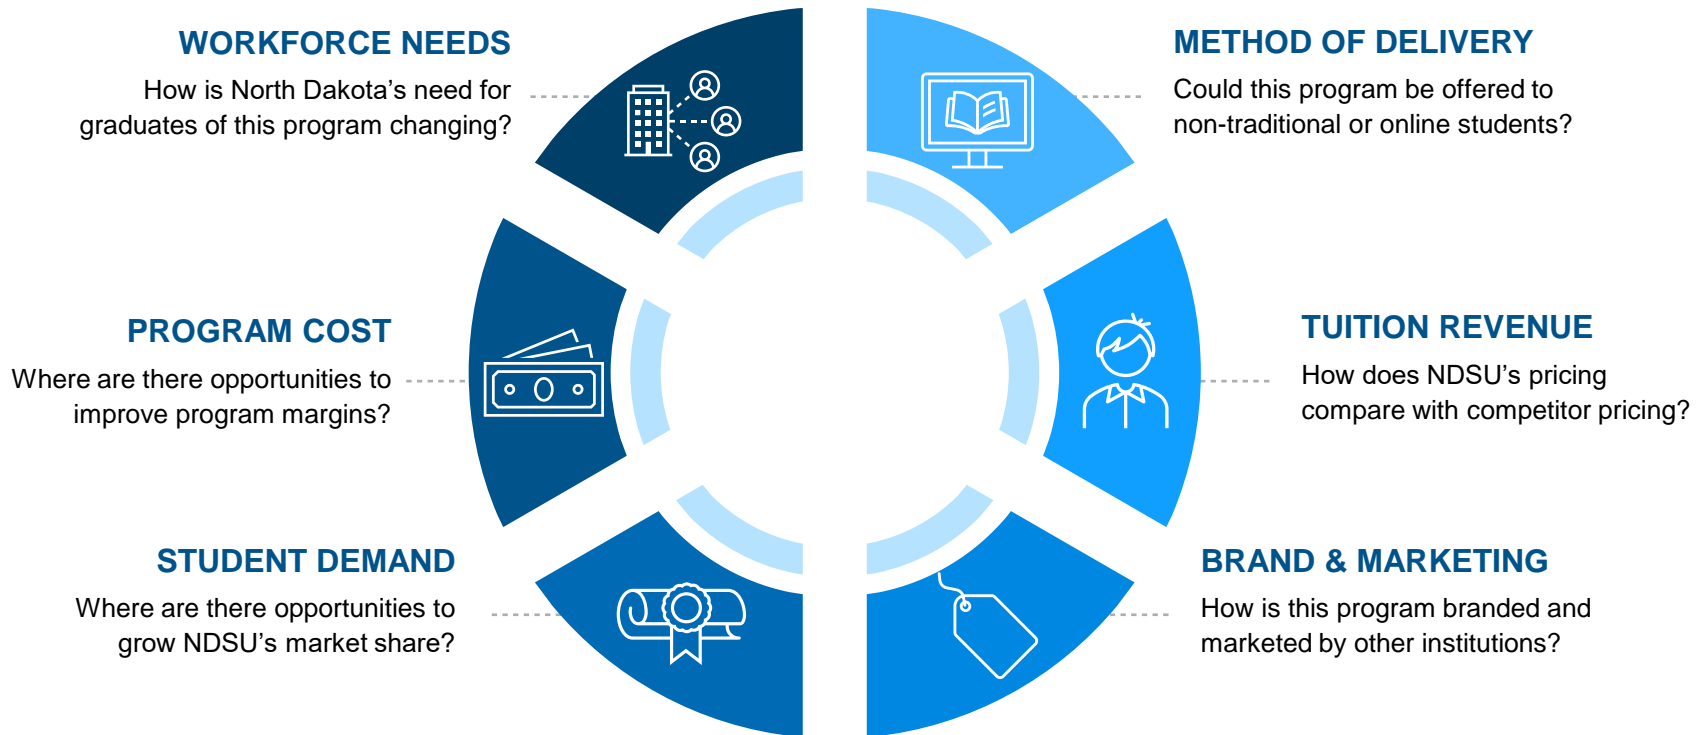 WORKFORCE NEEDS
How is North Dakota’s need for
graduates of this program changing?
METHOD OF DELIVERY
Could this program be offered to
non-traditional or online students?
PROGRAM COST
Where are there opportunities to
improve program margins?
TUITION REVENUE
How does NDSU’s pricing
compare with competitor pricing?
STUDENT DEMAND
Where are there opportunities to
grow NDSU’s market share?
BRAND & MARKETING
How is this program branded and
marketed by other institutions?